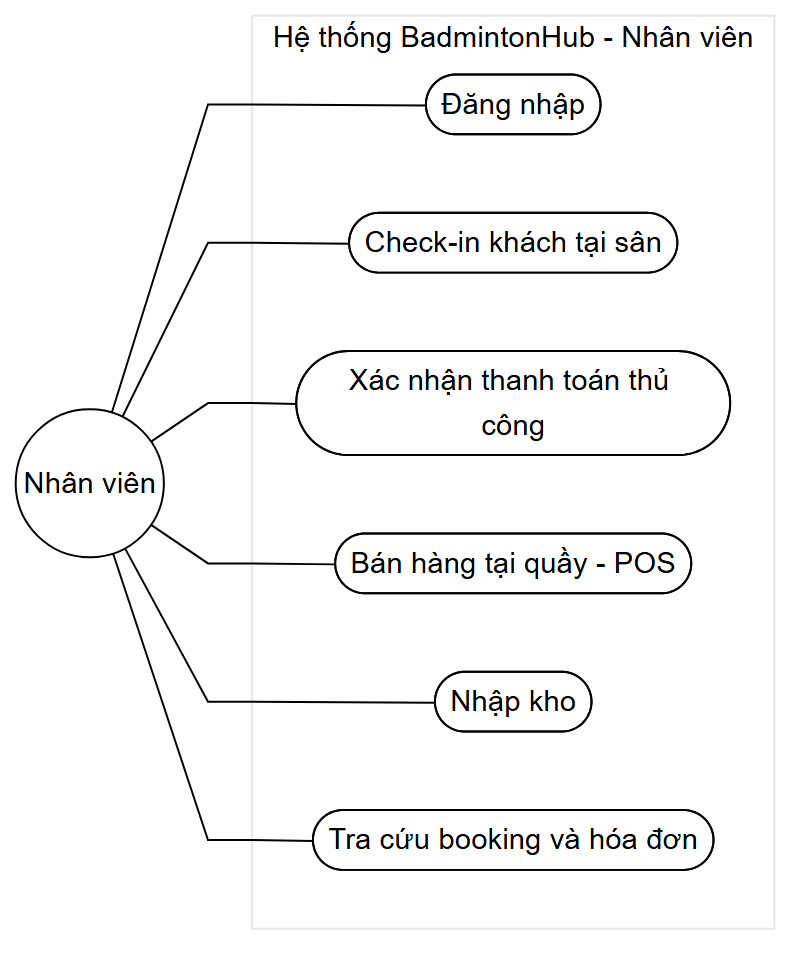 Hệ thống BadmintonHub - Nhân viên
Đăng nhập
Check-in khách tại sân
Xác nhận thanh toán thủ
công
Nhân viên
Bán hàng tại quầy - POS
Nhập kho
Tra cứu booking và hóa đơn